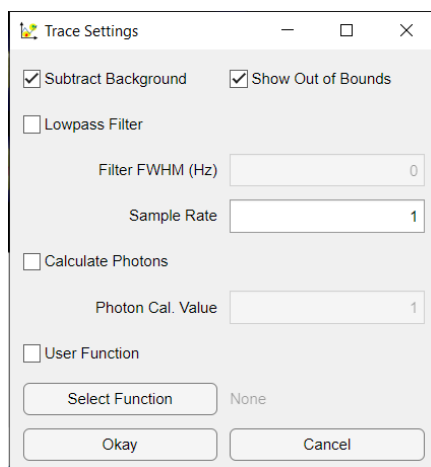 Trace Settings
Subtract Background Show Out of Bounds
Lowpass Filter
Filter FWHM (Hz) 0
Sample Rate 1
Calculate Photons
Photon Cal. Value 1
User Function
Select Function None
Okay Cancel